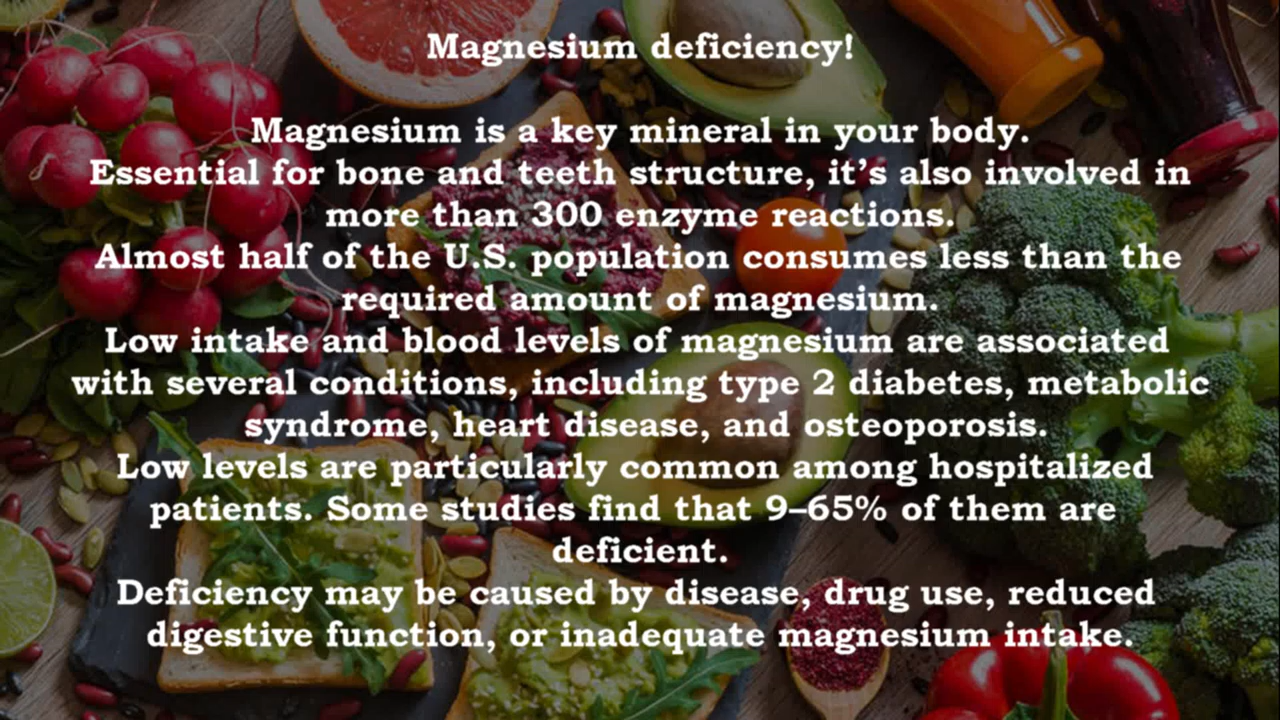 Magnesium deficiency!
Magnesium is a key mineral in your body.
Essential for bone and teeth structure, it’s also involved in
more than 300 enzyme reactions.
Almost half of the U.S. population consumes less than the
required amount of magnesium.
Low intake and blood levels of magnesium are associated
with several conditions, including type 2 diabetes, metabolic
syndrome, heart disease, and osteoporosis.
Low levels are particularly common among hospitalized
patients. Some studies find that 9–65% of them are
deficient.
Deficiency may be caused by disease, drug use, reduced
digestive function, or inadequate magnesium intake.